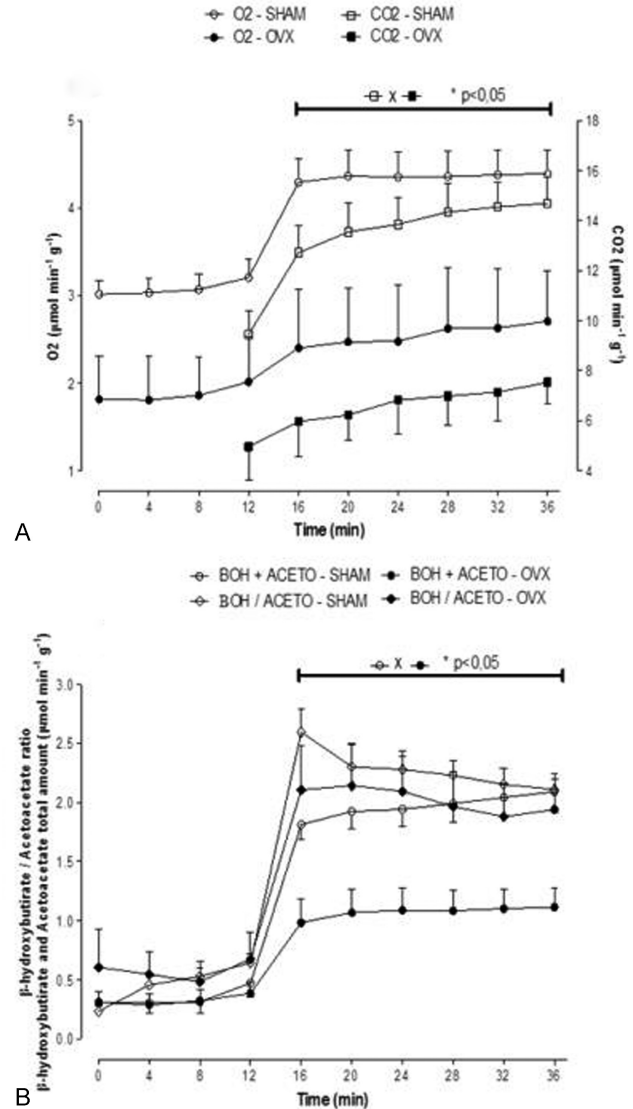 O2 - SHAM CO2 - SHAM
O2 - OVX CO2 - OVX
X * p<0,05
O2 (µmol min⁻¹ g⁻¹)
5
4
3
2
1
CO2 (µmol min⁻¹ g⁻¹)
18
16
14
12
10
8
6
4
0 4 8 12 16 20 24 28 32 36
Time (min)
A
BOH + ACETO - SHAM BOH + ACETO - OVX
BOH / ACETO - SHAM BOH / ACETO - OVX
X * p<0,05
β-hydroxybutirate / Acetoacetate ratio
β-hydroxybutirate and Acetoacetate total amount (µmol min⁻¹ g⁻¹)
3.0
2.5
2.0
1.5
1.0
0.5
0.0
0 4 8 12 16 20 24 28 32 36
Time (min)
B